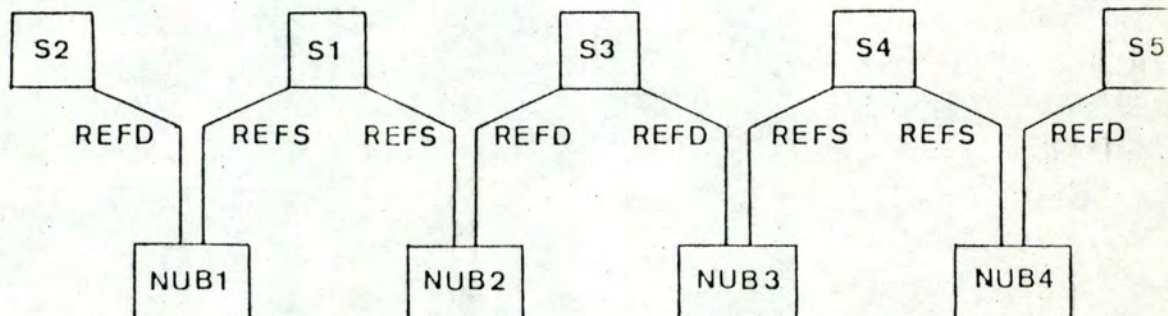 S2 S1 S3 S4 S5
REFD REFS REFS REFD REFD REFS REFS REFD
NUB1 NUB2 NUB3 NUB4